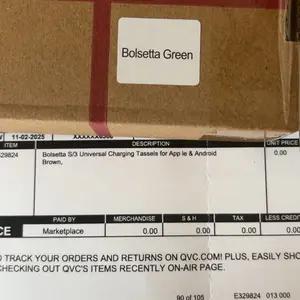 Bolsetta Green
11-02-2025
ITEM DESCRIPTION UNIT PRICE
E329824 Bolsetta S/3 Universal Charging Tassels for App le & Android 0.00
Brown,
PAID BY MERCHANDISE S & H TAX LESS CREDI
Marketplace 0.00 0.00 0.00 0.00
O TRACK YOUR ORDERS AND RETURNS ON QVC.COM! PLUS, EASILY SHO
CHECKING OUT QVC'S ITEMS RECENTLY ON-AIR PAGE.
90 of 105 E329824 013 000